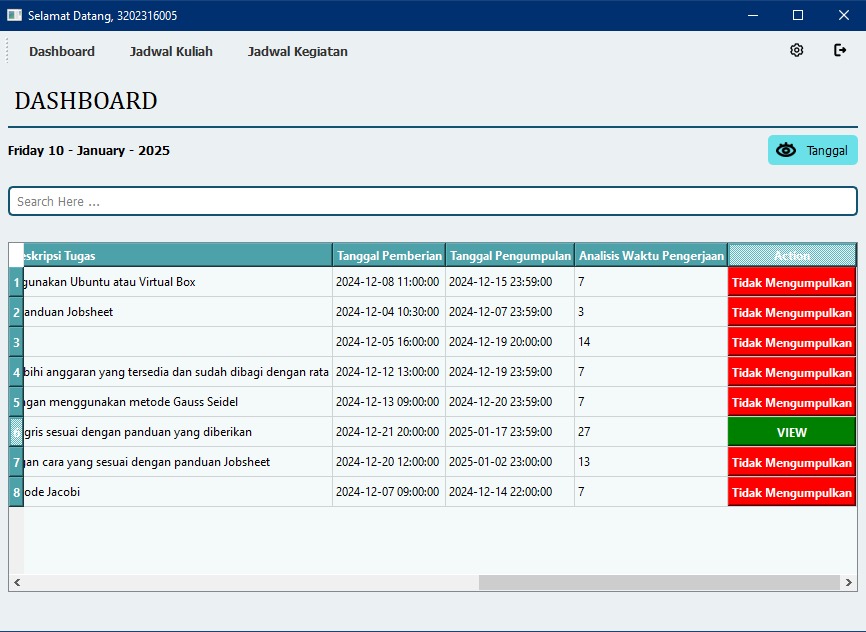 Selamat Datang, 3202316005
Dashboard Jadwal Kuliah Jadwal Kegiatan
DASHBOARD
Friday 10 - January - 2025
Tanggal
Search Here ...
eskripsi Tugas Tanggal Pemberian Tanggal Pengumpulan Analisis Waktu Pengerjaan Action
1 gunakan Ubuntu atau Virtual Box 2024-12-08 11:00:00 2024-12-15 23:59:00 7 Tidak Mengumpulkan
2 anduan Jobsheet 2024-12-04 10:30:00 2024-12-07 23:59:00 3 Tidak Mengumpulkan
3 2024-12-05 16:00:00 2024-12-19 20:00:00 14 Tidak Mengumpulkan
4 bihi anggaran yang tersedia dan sudah dibagi dengan rata 2024-12-12 13:00:00 2024-12-19 23:59:00 7 Tidak Mengumpulkan
5 ngan menggunakan metode Gauss Seidel 2024-12-13 09:00:00 2024-12-20 23:59:00 7 Tidak Mengumpulkan
6 gris sesuai dengan panduan yang diberikan 2024-12-21 20:00:00 2025-01-17 23:59:00 27 VIEW
7 gan cara yang sesuai dengan panduan Jobsheet 2024-12-20 12:00:00 2025-01-02 23:00:00 13 Tidak Mengumpulkan
8 ode Jacobi 2024-12-07 09:00:00 2024-12-14 22:00:00 7 Tidak Mengumpulkan